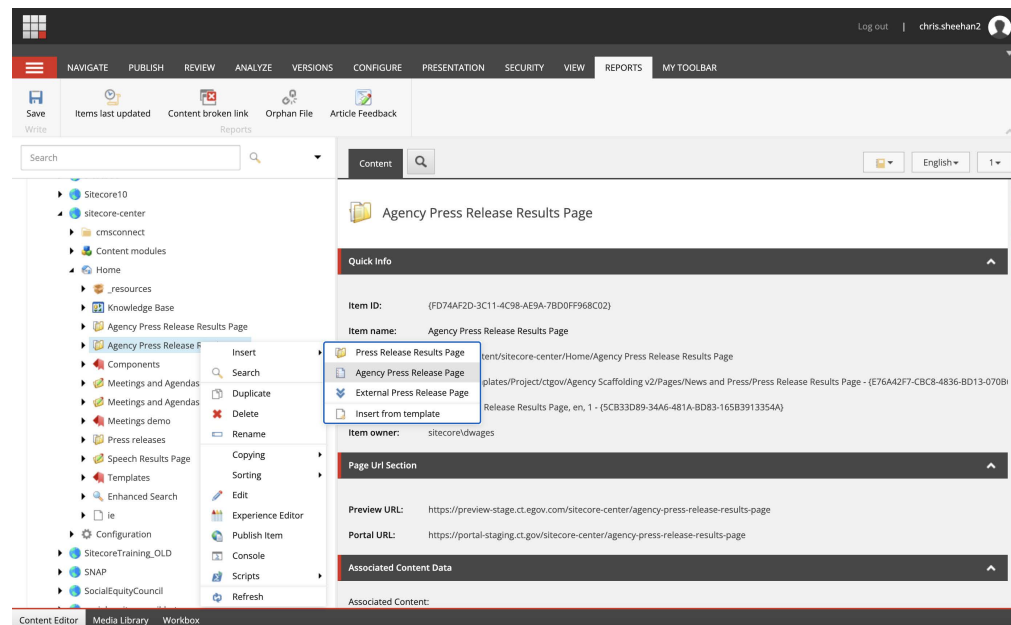 Log out | chris.sheehan2
NAVIGATE PUBLISH REVIEW ANALYZE VERSIONS CONFIGURE PRESENTATION SECURITY VIEW REPORTS MY TOOLBAR
Save Items last updated Content broken link Orphan File Article Feedback
Write Reports
Search
Content English 1
Sitecore10
sitecore-center
cmsconnect
Content modules
Home
_resources
Knowledge Base
Agency Press Release Results Page
Agency Press Release R
Components
Meetings and Agendas
Meetings and Agendas
Meetings demo
Press releases
Speech Results Page
Templates
Enhanced Search
ie
Configuration
SitecoreTraining_OLD
SNAP
SocialEquityCouncil
Insert
Search
Duplicate
Delete
Rename
Copying
Sorting
Edit
Experience Editor
Publish Item
Console
Scripts
Refresh
Press Release Results Page
Agency Press Release Page
External Press Release Page
Insert from template
Agency Press Release Results Page
Quick Info
Item ID: {FD74AF2D-3C11-4C98-AE9A-7BD0FF968C02}
Item name: Agency Press Release Results Page
tent/sitecore-center/Home/Agency Press Release Results Page
plates/Project/ctgov/Agency Scaffolding v2/Pages/News and Press/Press Release Results Page - {E76A42F7-CBC8-4836-BD13-070B
Release Results Page, en, 1 - {5CB33D89-34A6-481A-BD83-165B3913354A}
Item owner: sitecore\dwages
Page Url Section
Preview URL: https://preview-stage.ct.egov.com/sitecore-center/agency-press-release-results-page
Portal URL: https://portal-staging.ct.gov/sitecore-center/agency-press-release-results-page
Associated Content Data
Associated Content:
Content Editor Media Library Workbox